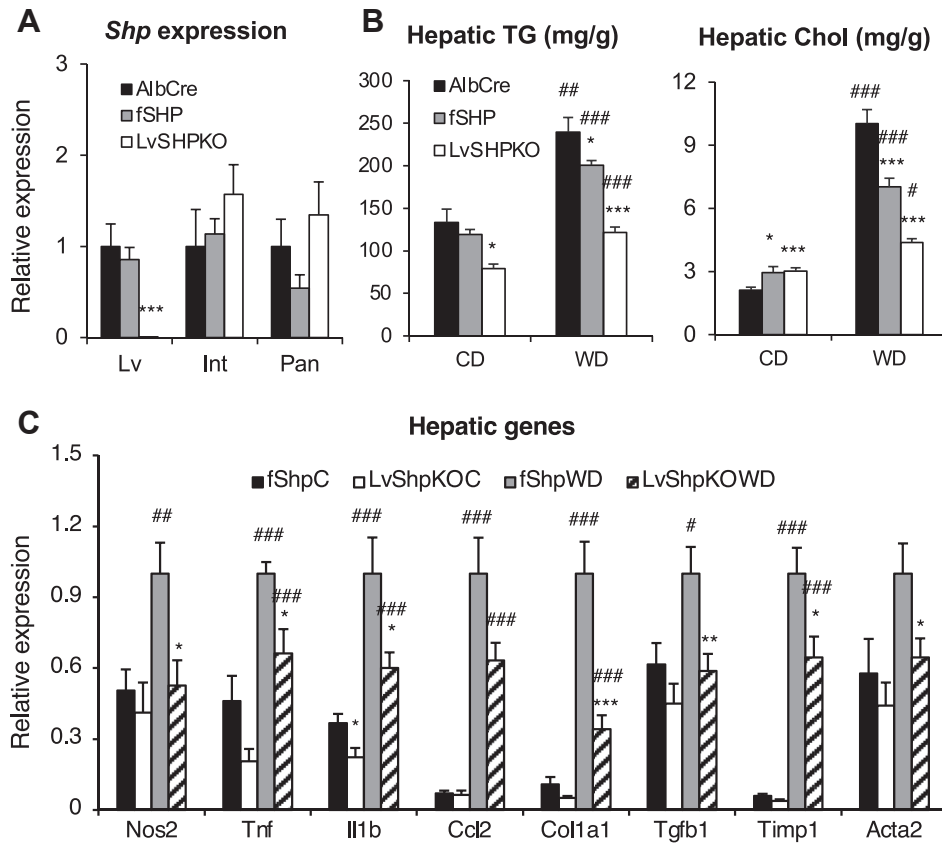 A
Shp expression
3
2
1
0
Relative expression
AlbCre
fSHP
LvSHPKO
***
Lv Int Pan
B
Hepatic TG (mg/g)
300
250
200
150
100
50
0
AlbCre
fSHP
LvSHPKO
*
##
###
*
###
***
CD WD
Hepatic Chol (mg/g)
12
9
6
3
0
* ***
###
###
***
#
***
CD WD
C
Hepatic genes
1.5
1.2
0.9
0.6
0.3
0
Relative expression
fShpC LvShpKOC fShpWD LvShpKOWD
##
*
###
###
*
*
###
###
*
###
###
###
###
***
#
**
###
###
*
*
Nos2 Tnf Il1b Ccl2 Col1a1 Tgfb1 Timp1 Acta2